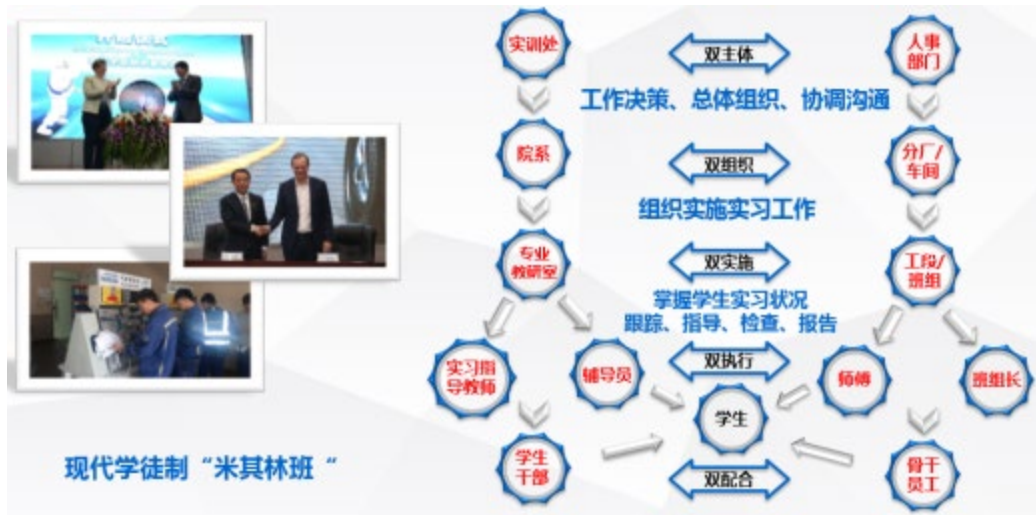 实训处
双主体
人事
部门
工作决策、总体组织、协调沟通
院系
双组织
分厂/
车间
组织实施实习工作
专业
教研室
双实施
工段/
班组
掌握学生实习状况
跟踪、指导、检查、报告
实习指
导教师
辅导员
双执行
师傅
班组长
学生
学生
干部
双配合
骨干
员工
现代学徒制“米其林班“